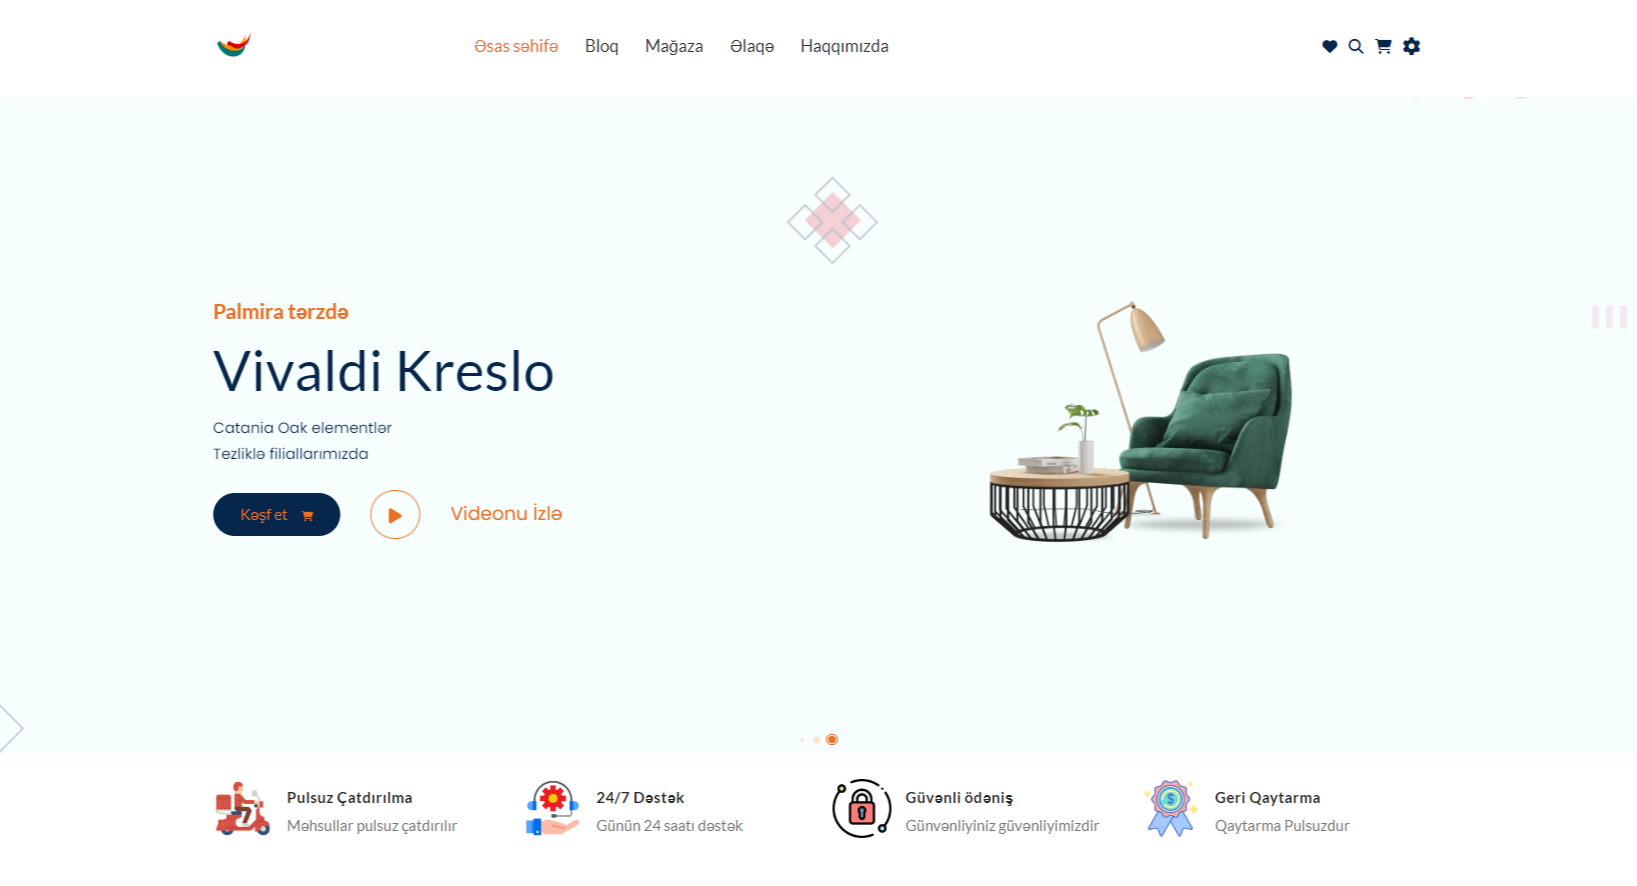 Əsas səhifə Bloq Mağaza Əlaqə Haqqımızda
Palmira tərzdə
Vivaldi Kreslo
Catania Oak elementlər
Tezliklə filiallarımızda
Kəşf et
Videonu İzlə
Pulsuz Çatdırılma
Məhsullar pulsuz çatdırılır
24/7 Dəstək
Günün 24 saatı dəstək
Güvənli ödəniş
Günvənliyiniz güvənliyimizdir
Geri Qaytarma
Qaytarma Pulsuzdur